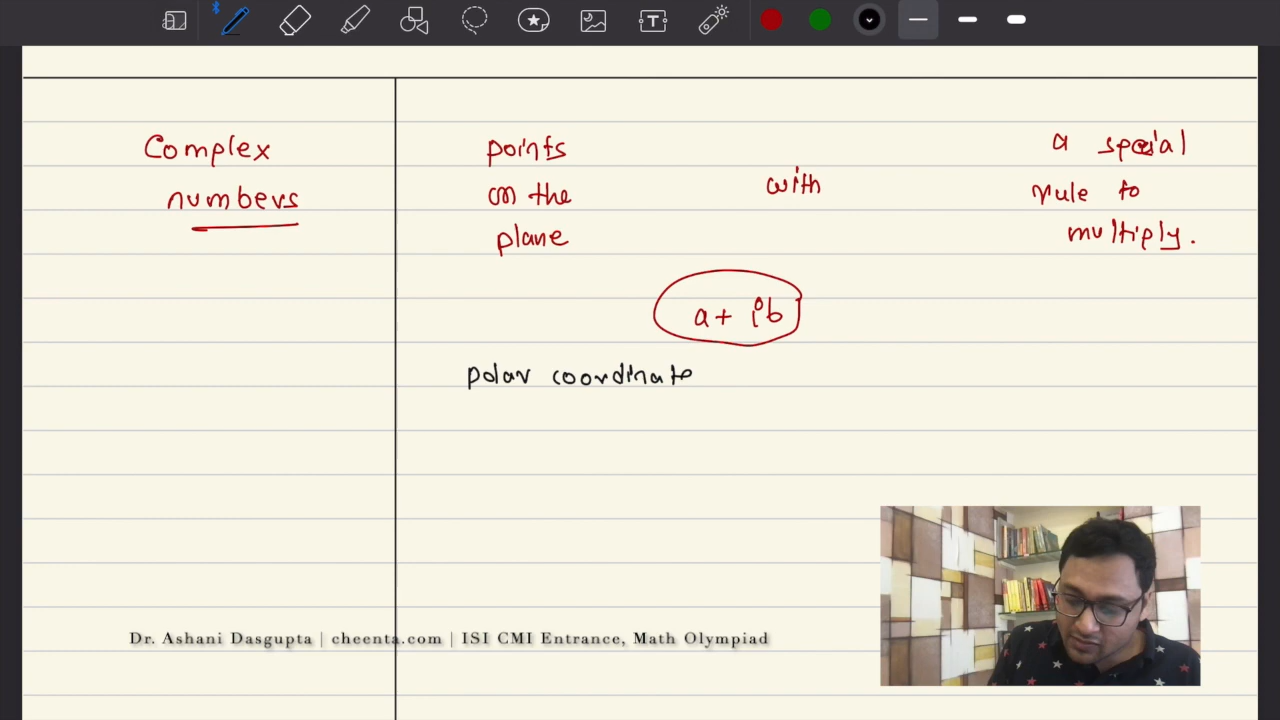 Complex
numbers
points
on the
plane
with
a special
rule to
multiply.
a + ib
polar coordinate
Dr. Ashani Dasgupta | cheenta.com | ISI CMI Entrance, Math Olympiad